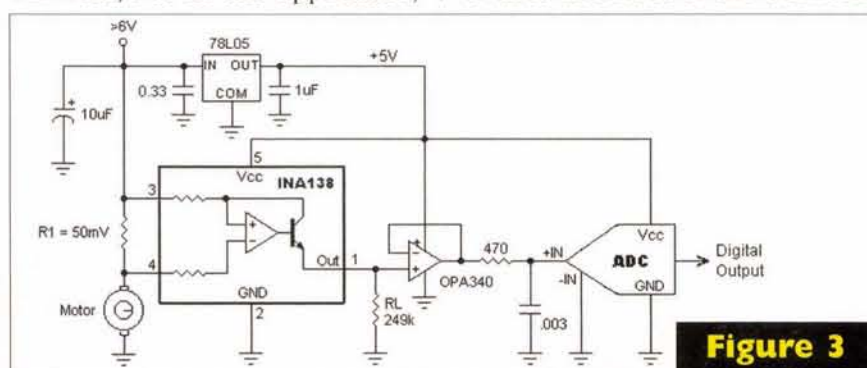 >6V
78L05
IN OUT
COM
+5V
0.33
1uF
10uF
5
Vcc
INA138
3
R1 = 50mV
4
Out
1
GND
2
Motor
RL
249k
OPA340
470
.003
+IN
-IN
Vcc
ADC
GND
Digital
Output
Figure 3